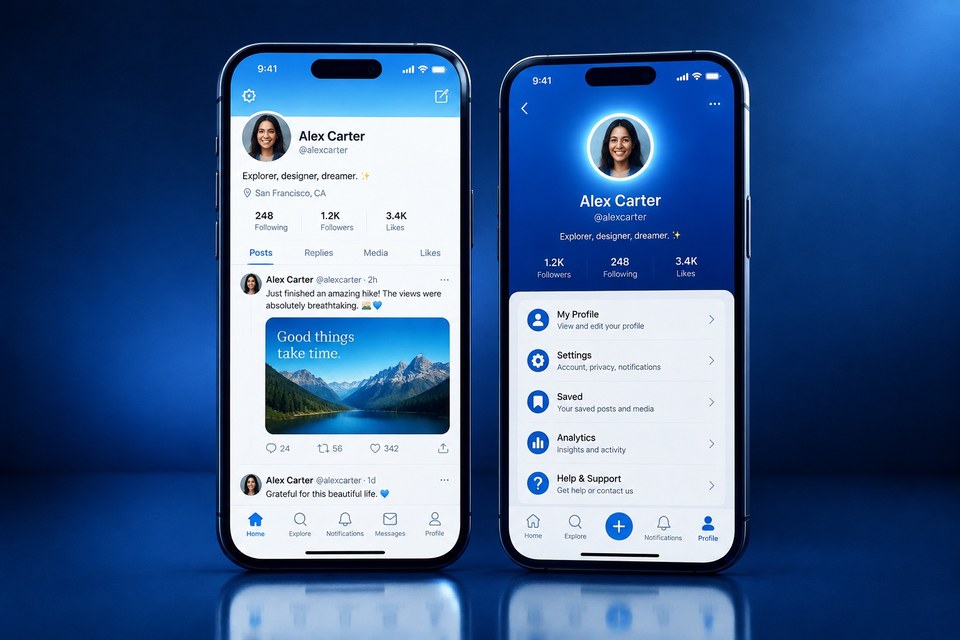 9:41
Alex Carter
@alexcarter
Explorer, designer, dreamer. ✨
San Francisco, CA
248 1.2K 3.4K
Following Followers Likes
Posts Replies Media Likes
Alex Carter @alexcarter · 2h
Just finished an amazing hike! The views were
absolutely breathtaking. 🏞️💙
Good things
take time.
24 56 342
Alex Carter @alexcarter · 1d
Grateful for this beautiful life. 💙
Home Explore Notifications Messages Profile
9:41
Alex Carter
@alexcarter
Explorer, designer, dreamer. ✨
1.2K 248 3.4K
Followers Following Likes
My Profile
View and edit your profile
Settings
Account, privacy, notifications
Saved
Your saved posts and media
Analytics
Insights and activity
Help & Support
Get help or contact us
Home Explore Notifications Profile